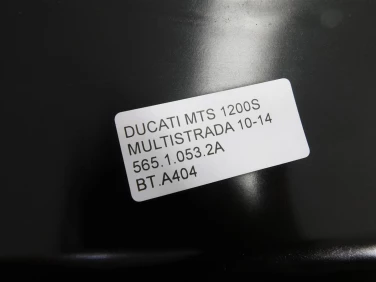 DUCATI MTS 1200S
MULTISTRADA 10-14
565.1.053.2A
BT.A404